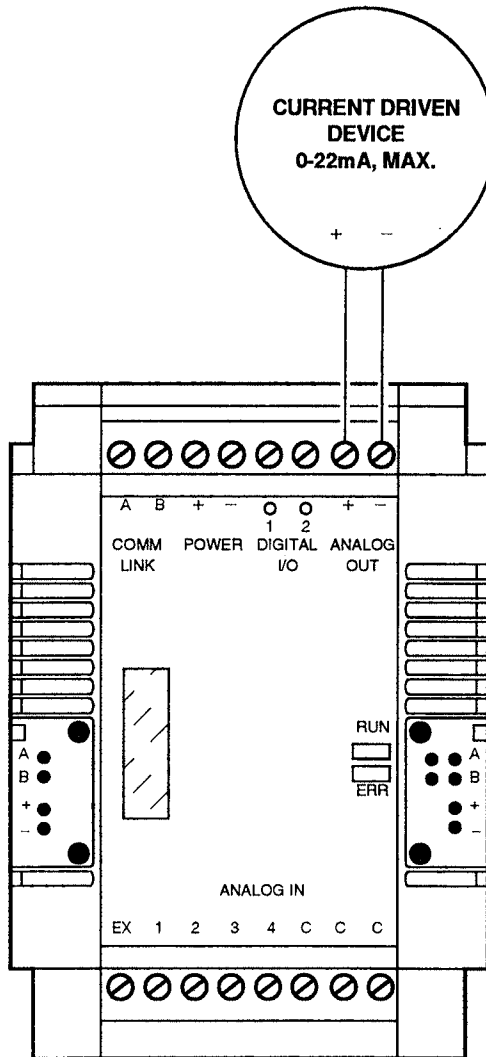 CURRENT DRIVEN
DEVICE
0-22mA, MAX.
+ −
A B + − 1 2 + −
COMM POWER DIGITAL ANALOG
LINK I/O OUT
RUN
ERR
A
B
+
−
A
B
+
−
ANALOG IN
EX 1 2 3 4 C C C